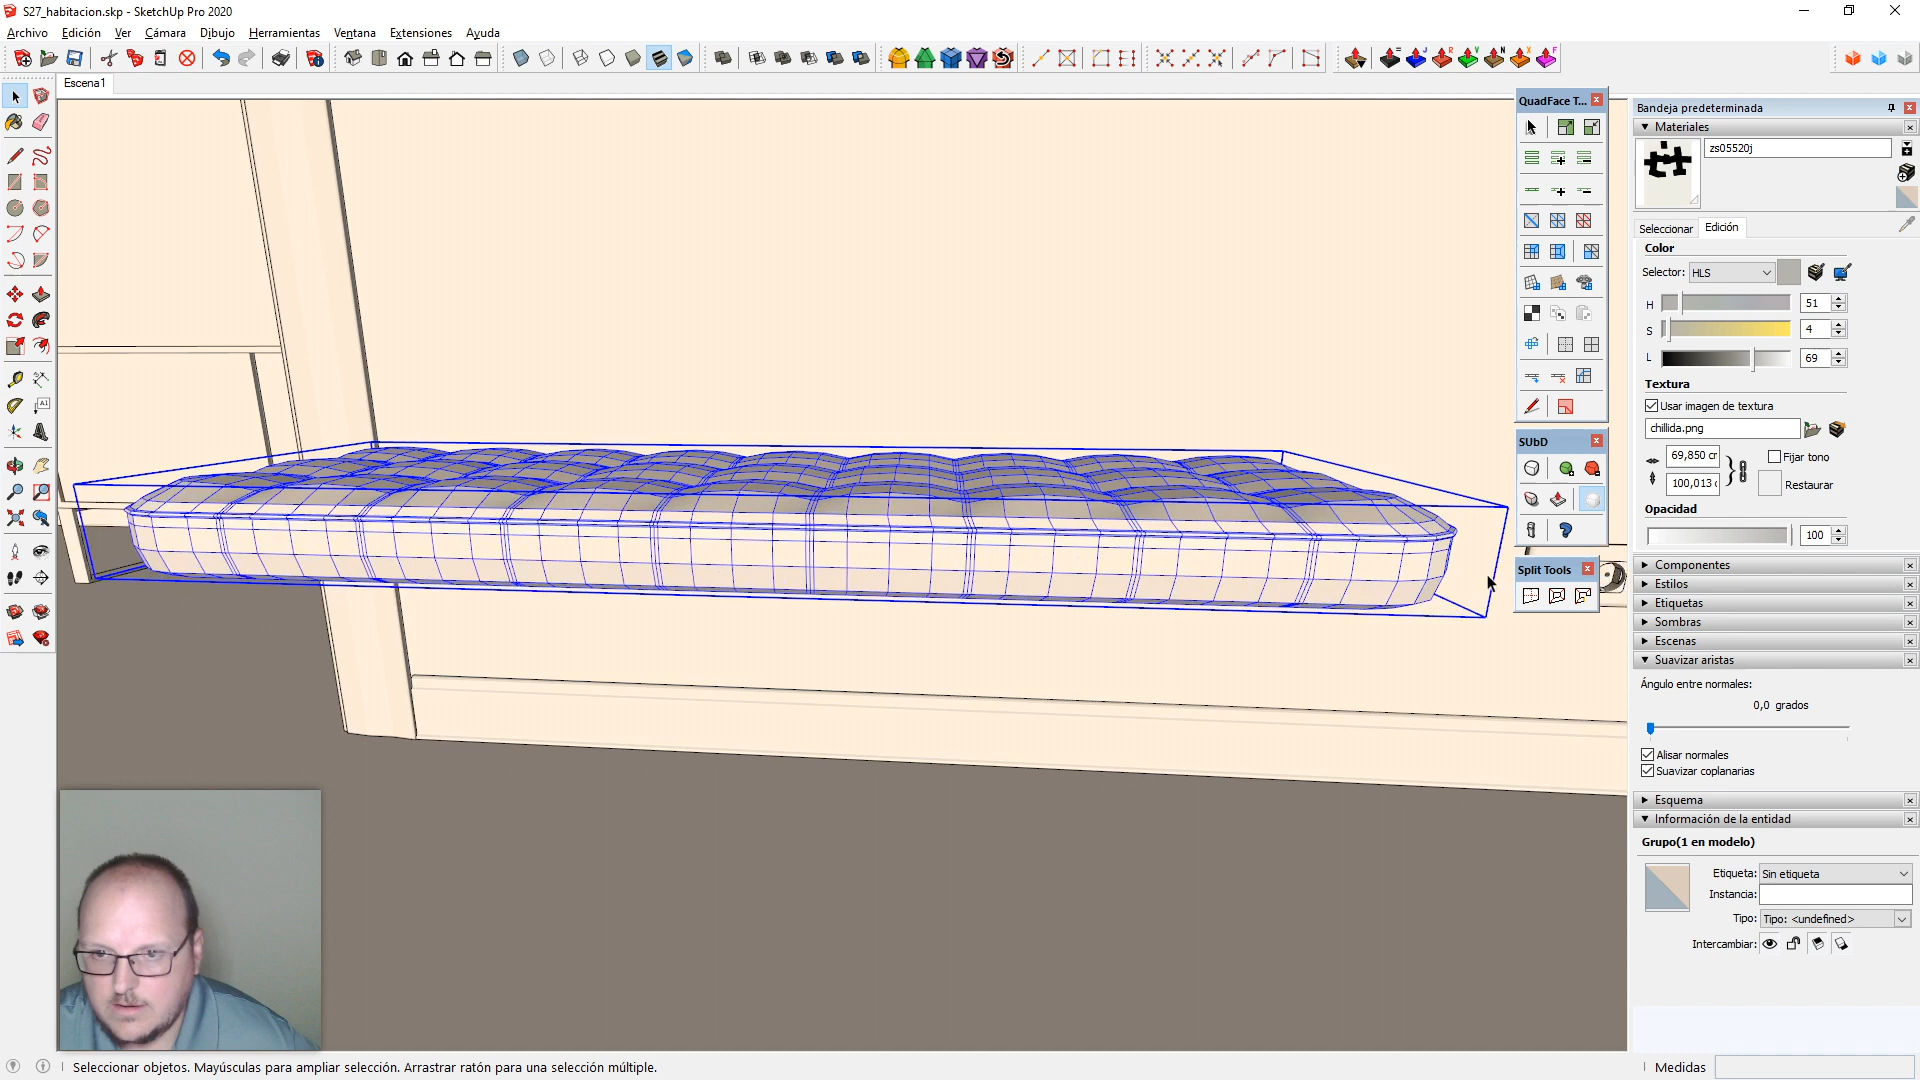 S27_habitacion.skp - SketchUp Pro 2020
Archivo Edición Ver Cámara Dibujo Herramientas Ventana Extensiones Ayuda
Escena1
QuadFace T...
SUbD
Split Tools
Bandeja predeterminada
Materiales
zs05520j
Seleccionar Edición
Color
Selector: HLS
H 51
S 4
L 69
Textura
Usar imagen de textura
chillida.png
69,850 cr
Fijar tono
100,013
Restaurar
Opacidad
100
Componentes
Estilos
Etiquetas
Sombras
Escenas
Suavizar aristas
Ángulo entre normales:
0,0 grados
Alisar normales
Suavizar coplanarias
Esquema
Información de la entidad
Grupo(1 en modelo)
Etiqueta: Sin etiqueta
Instancia:
Tipo: Tipo: <undefined>
Intercambiar:
Seleccionar objetos. Mayúsculas para ampliar selección. Arrastrar ratón para una selección múltiple.
Medidas